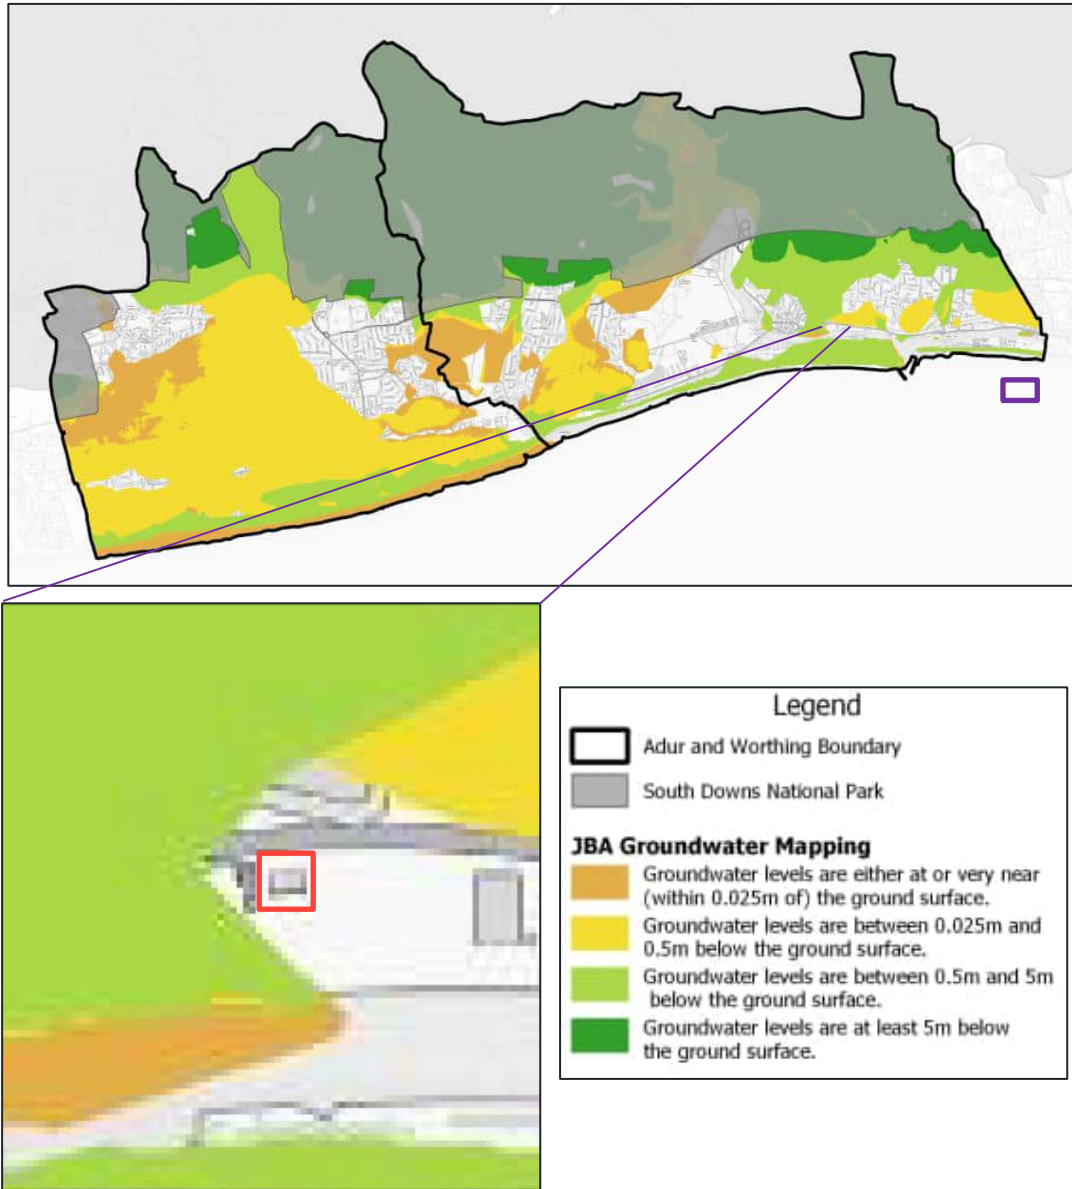 Legend
Adur and Worthing Boundary
South Downs National Park
JBA Groundwater Mapping
Groundwater levels are either at or very near
(within 0.025m of) the ground surface.
Groundwater levels are between 0.025m and
0.5m below the ground surface.
Groundwater levels are between 0.5m and 5m
below the ground surface.
Groundwater levels are at least 5m below
the ground surface.